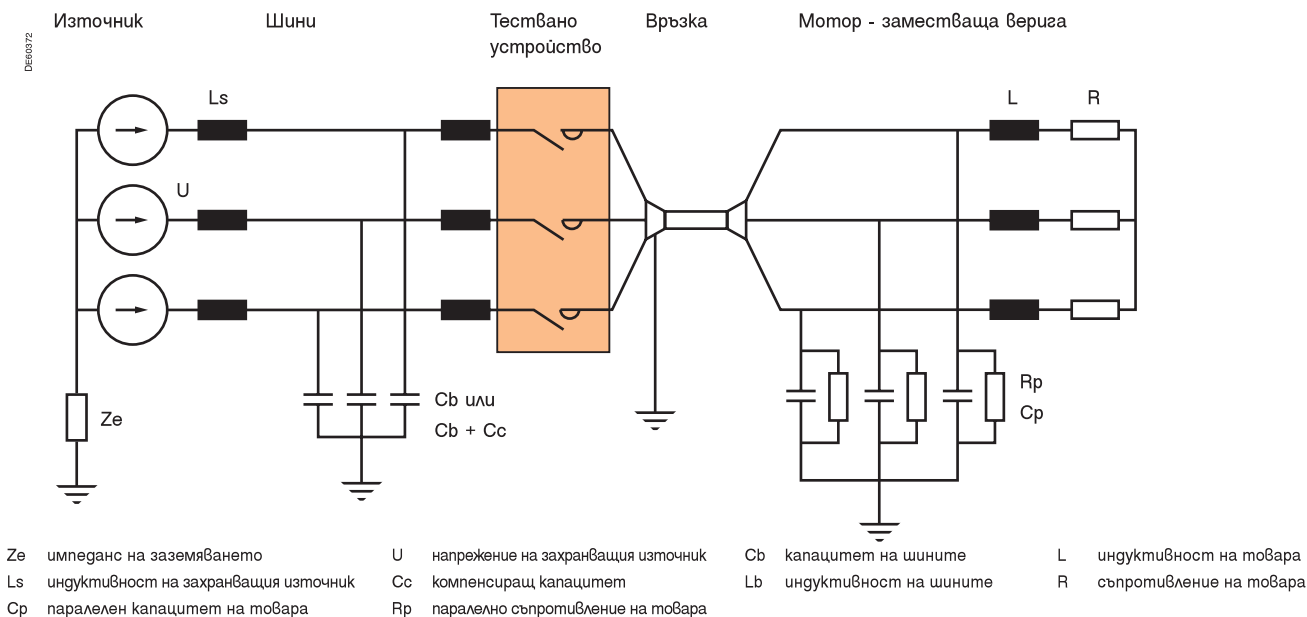 Източник
Шини
Тествано
устройство
Връзка
Мотор - заместваща верига
DE60372
Ls
L
R
U
Ze
Cb или
Cb + Cc
Rp
Cp
Ze импеданс на заземяването
U напрежение на захранващия източник
Cb капацитет на шините
L индуктивност на товара
Ls индуктивност на захранващия източник
Cc компенсиращ капацитет
Lb индуктивност на шините
R съпротивление на товара
Cp паралелен капацитет на товара
Rp паралелно съпротивление на товара